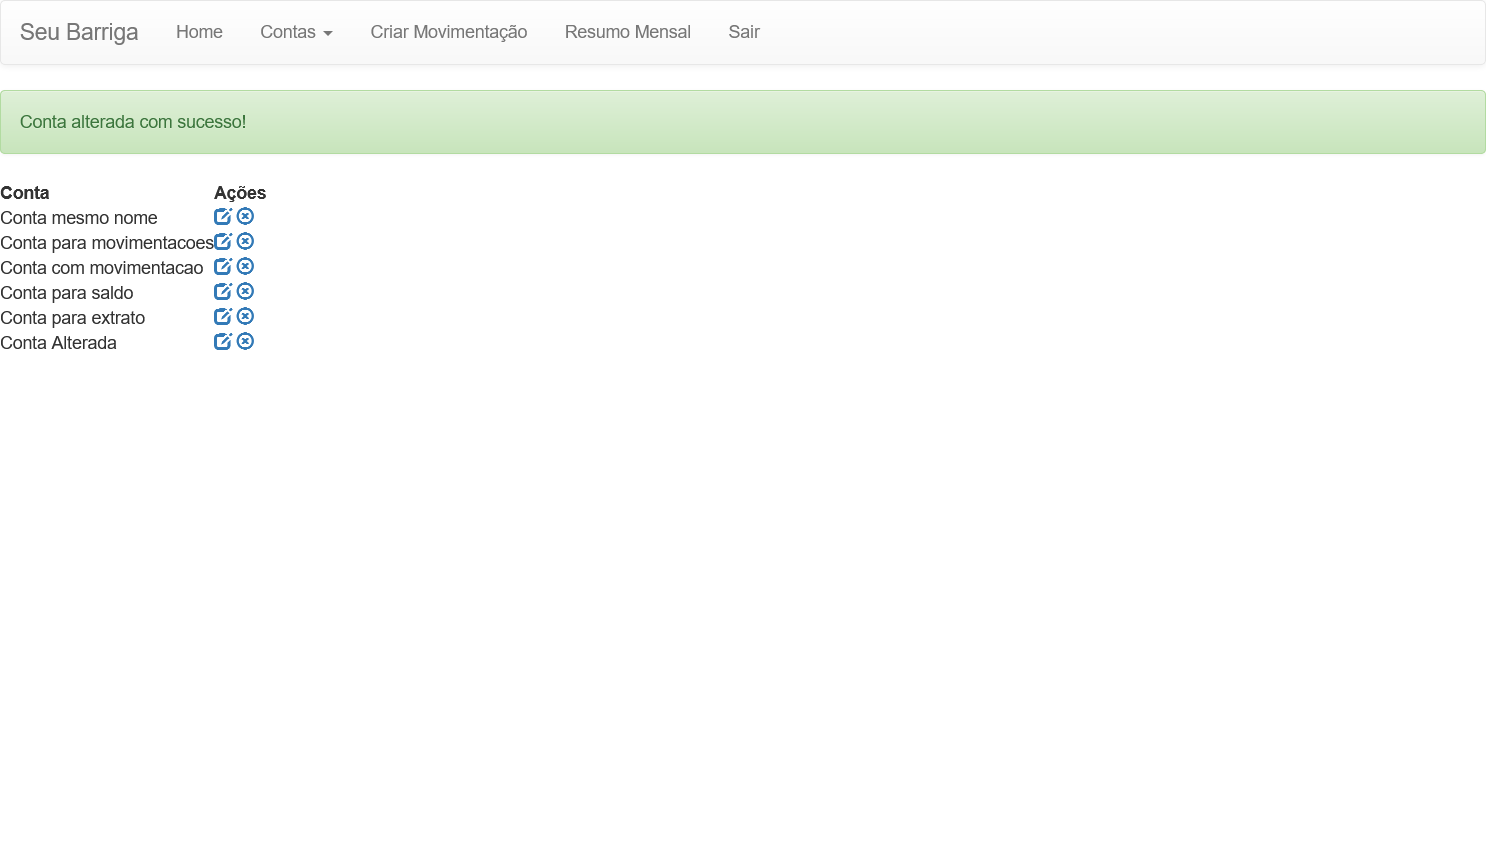 Seu Barriga Home Contas Criar Movimentação Resumo Mensal Sair
Conta alterada com sucesso!
Conta Ações
Conta mesmo nome
Conta para movimentacoes
Conta com movimentacao
Conta para saldo
Conta para extrato
Conta Alterada